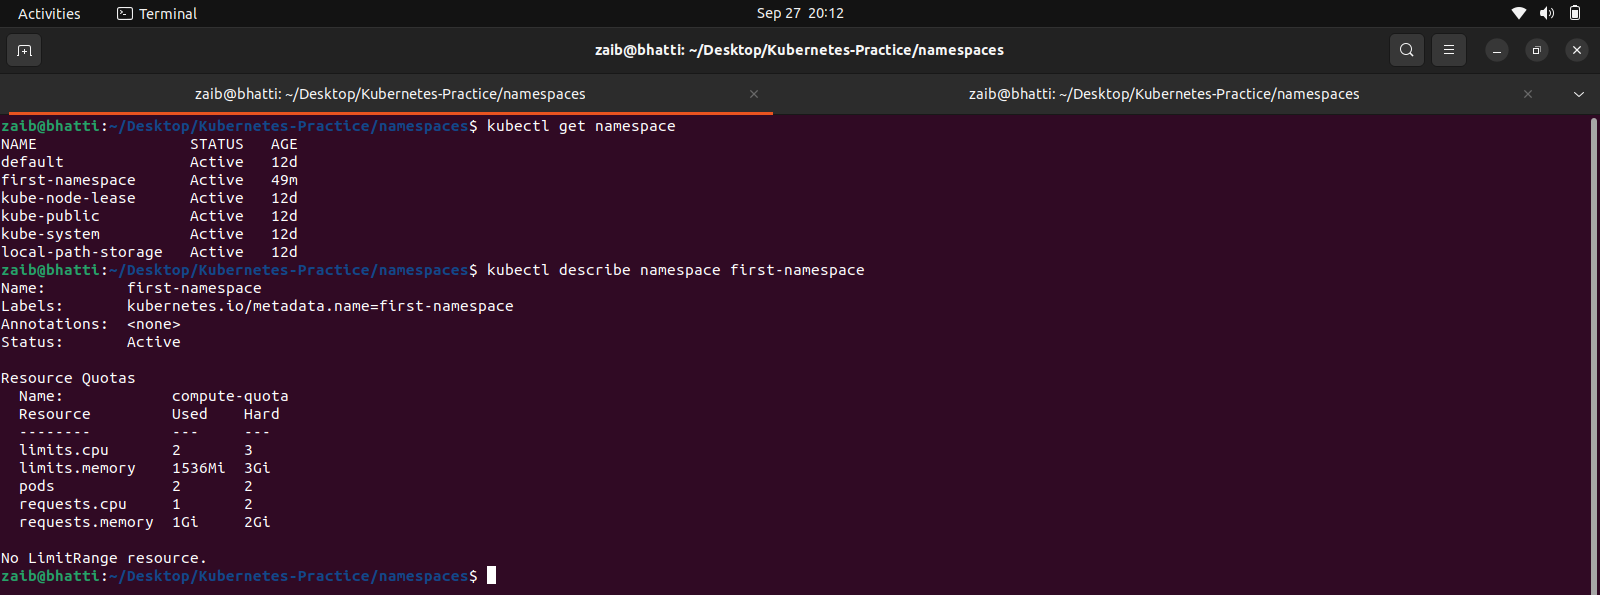 Activities Terminal Sep 27 20:12
zaib@bhatti: ~/Desktop/Kubernetes-Practice/namespaces
zaib@bhatti: ~/Desktop/Kubernetes-Practice/namespaces zaib@bhatti: ~/Desktop/Kubernetes-Practice/namespaces
zaib@bhatti:~/Desktop/Kubernetes-Practice/namespaces$ kubectl get namespace
NAME STATUS AGE
default Active 12d
first-namespace Active 49m
kube-node-lease Active 12d
kube-public Active 12d
kube-system Active 12d
local-path-storage Active 12d
zaib@bhatti:~/Desktop/Kubernetes-Practice/namespaces$ kubectl describe namespace first-namespace
Name: first-namespace
Labels: kubernetes.io/metadata.name=first-namespace
Annotations: <none>
Status: Active
Resource Quotas
Name: compute-quota
Resource Used Hard
-------- --- ---
limits.cpu 2 3
limits.memory 1536Mi 3Gi
pods 2 2
requests.cpu 1 2
requests.memory 1Gi 2Gi
No LimitRange resource.
zaib@bhatti:~/Desktop/Kubernetes-Practice/namespaces$